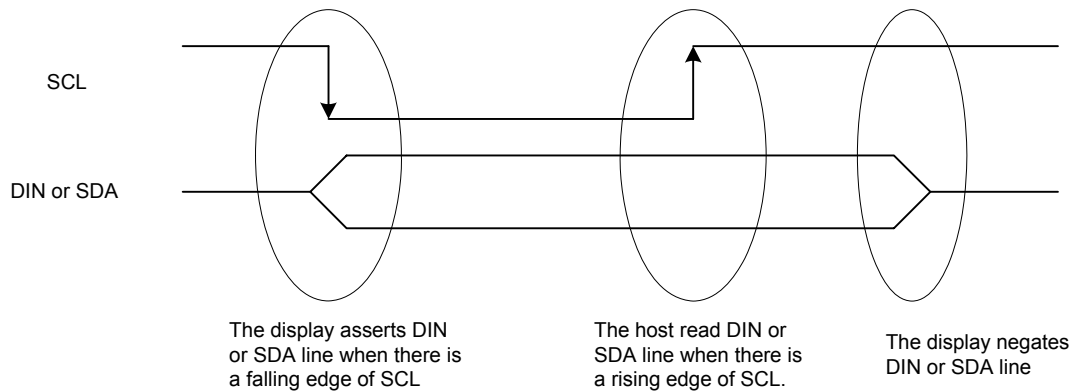 SCL
DIN or SDA
The display asserts DIN
or SDA line when there is
a falling edge of SCL
The host read DIN or
SDA line when there is
a rising edge of SCL.
The display negates
DIN or SDA line